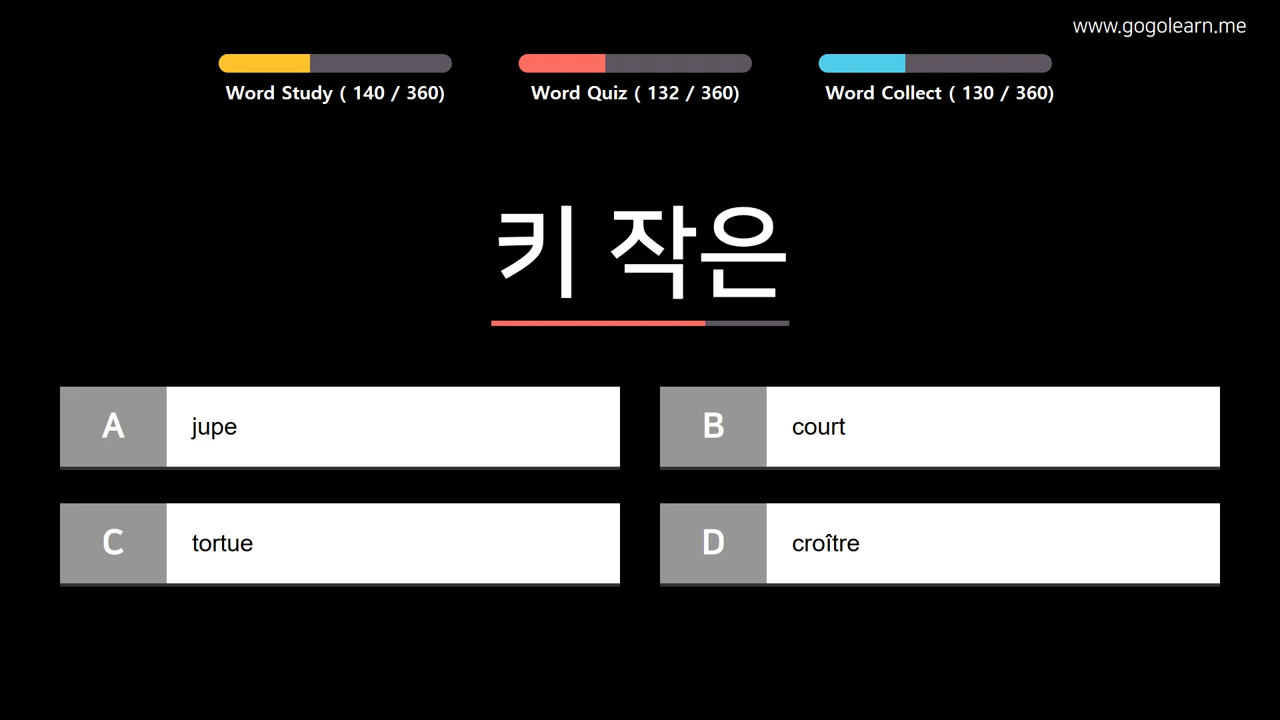 www.gogolearn.me
Word Study ( 140 / 360)
Word Quiz ( 132 / 360)
Word Collect ( 130 / 360)
키 작은
A jupe
B court
C tortue
D croître